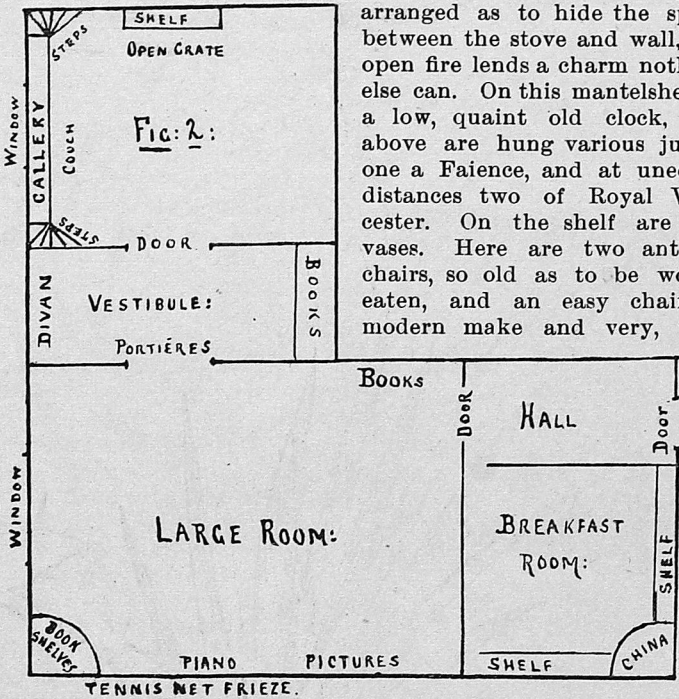 arranged as to hide the sp
between the stove and wall,
open fire lends a charm noth
else can. On this mantelshe
a low, quaint old clock,
above are hung various ju
one a Faience, and at une
distances two of Royal
cester. On the shelf are
vases. Here are two ant
chairs, so old as to be wo
eaten, and an easy chair
modern make and very,
SHELF
OPEN GRATE
STEPS
FIG: 2:
WINDOW
GALLERY
COUCH
STEPS
DOOR
DIVAN
VESTIBULE:
BOOKS
PORTIÉRES
BOOKS
DOOR
HALL
DOOR
WINDOW
LARGE ROOM:
BREAKFAST
ROOM:
SHELF
BOOK
SHELVES
PIANO
PICTURES
SHELF
CHINA
TENNIS NET FRIEZE.